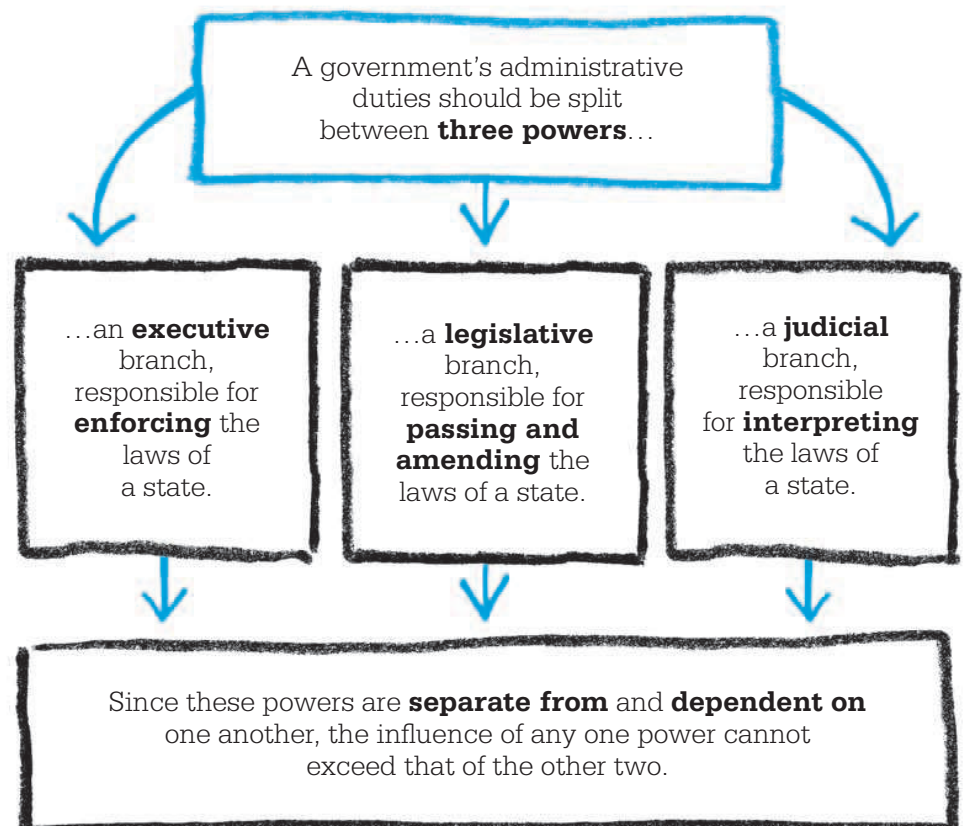 A government’s administrative
duties should be split
between three powers…
…an executive
branch,
responsible for
enforcing the
laws of
a state.
…a legislative
branch,
responsible for
passing and
amending the
laws of a state.
…a judicial
branch,
responsible
for interpreting
the laws of
a state.
Since these powers are separate from and dependent on
one another, the influence of any one power cannot
exceed that of the other two.